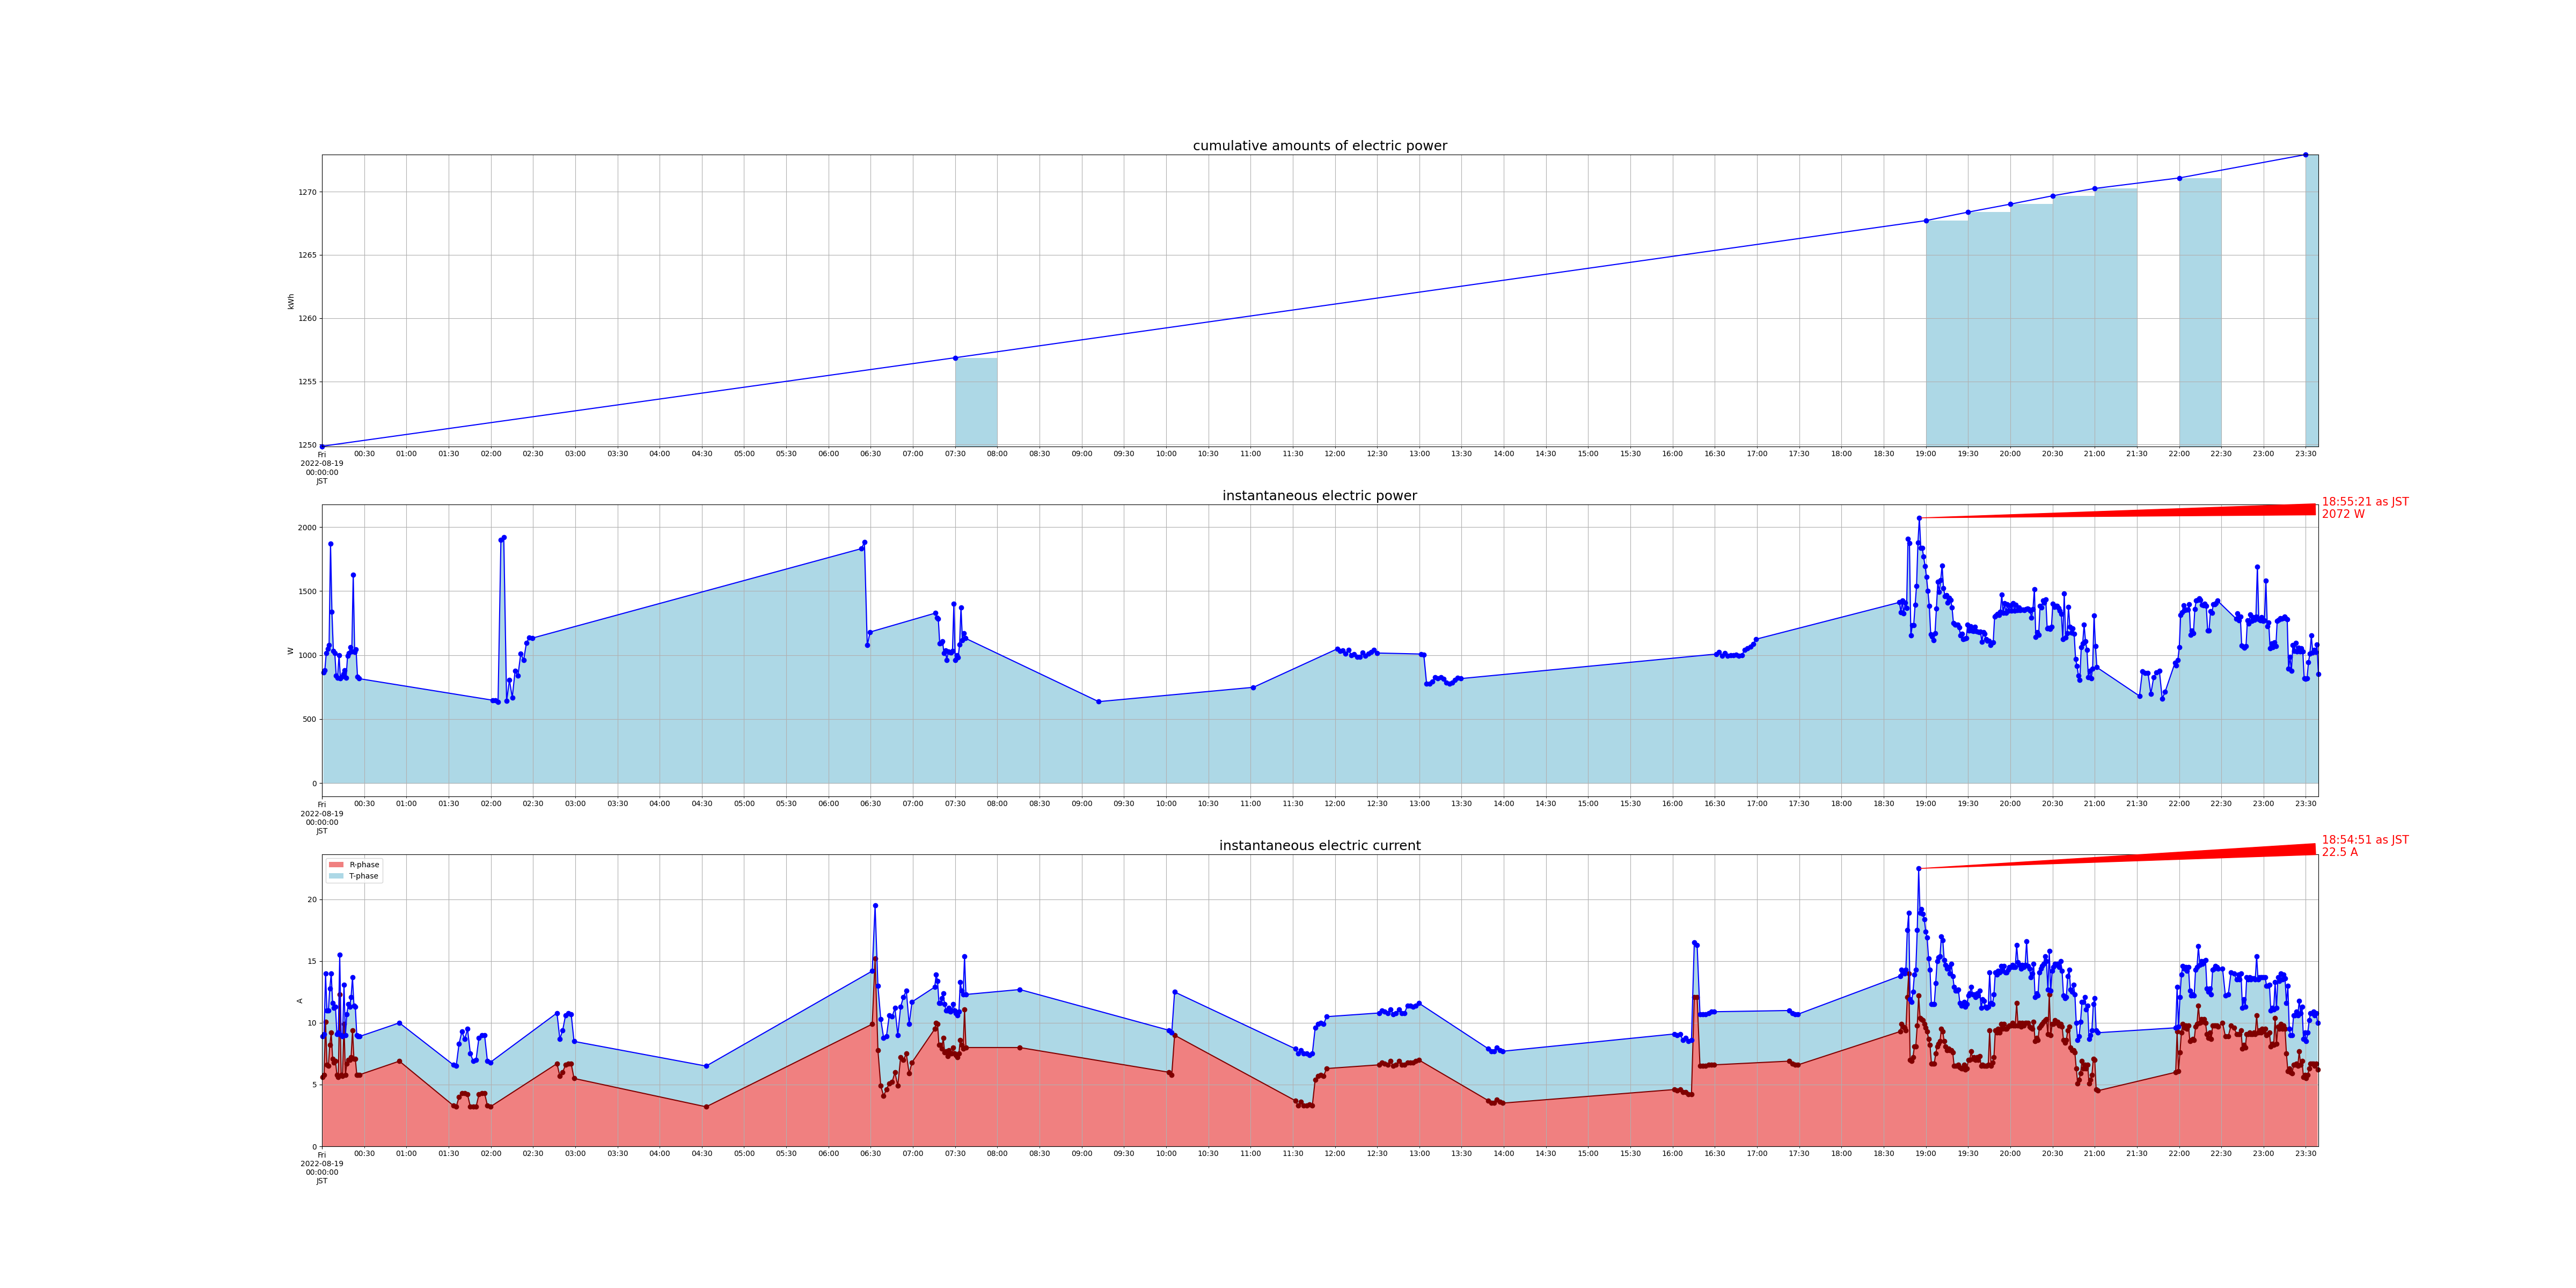 cumulative amounts of electric power
kWh
1270
1265
1260
1255
1250
Fri
2022-08-19
00:00:00
JST
00:30 01:00 01:30 02:00 02:30 03:00 03:30 04:00 04:30 05:00 05:30 06:00 06:30 07:00 07:30 08:00 08:30 09:00 09:30 10:00 10:30 11:00 11:30 12:00 12:30 13:00 13:30 14:00 14:30 15:00 15:30 16:00 16:30 17:00 17:30 18:00 18:30 19:00 19:30 20:00 20:30 21:00 21:30 22:00 22:30 23:00 23:30
instantaneous electric power
18:55:21 as JST
2072 W
W
2000
1500
1000
500
0
Fri
2022-08-19
00:00:00
JST
00:30 01:00 01:30 02:00 02:30 03:00 03:30 04:00 04:30 05:00 05:30 06:00 06:30 07:00 07:30 08:00 08:30 09:00 09:30 10:00 10:30 11:00 11:30 12:00 12:30 13:00 13:30 14:00 14:30 15:00 15:30 16:00 16:30 17:00 17:30 18:00 18:30 19:00 19:30 20:00 20:30 21:00 21:30 22:00 22:30 23:00 23:30
instantaneous electric current
18:54:51 as JST
22.5 A
R-phase
T-phase
A
20
15
10
5
0
Fri
2022-08-19
00:00:00
JST
00:30 01:00 01:30 02:00 02:30 03:00 03:30 04:00 04:30 05:00 05:30 06:00 06:30 07:00 07:30 08:00 08:30 09:00 09:30 10:00 10:30 11:00 11:30 12:00 12:30 13:00 13:30 14:00 14:30 15:00 15:30 16:00 16:30 17:00 17:30 18:00 18:30 19:00 19:30 20:00 20:30 21:00 21:30 22:00 22:30 23:00 23:30